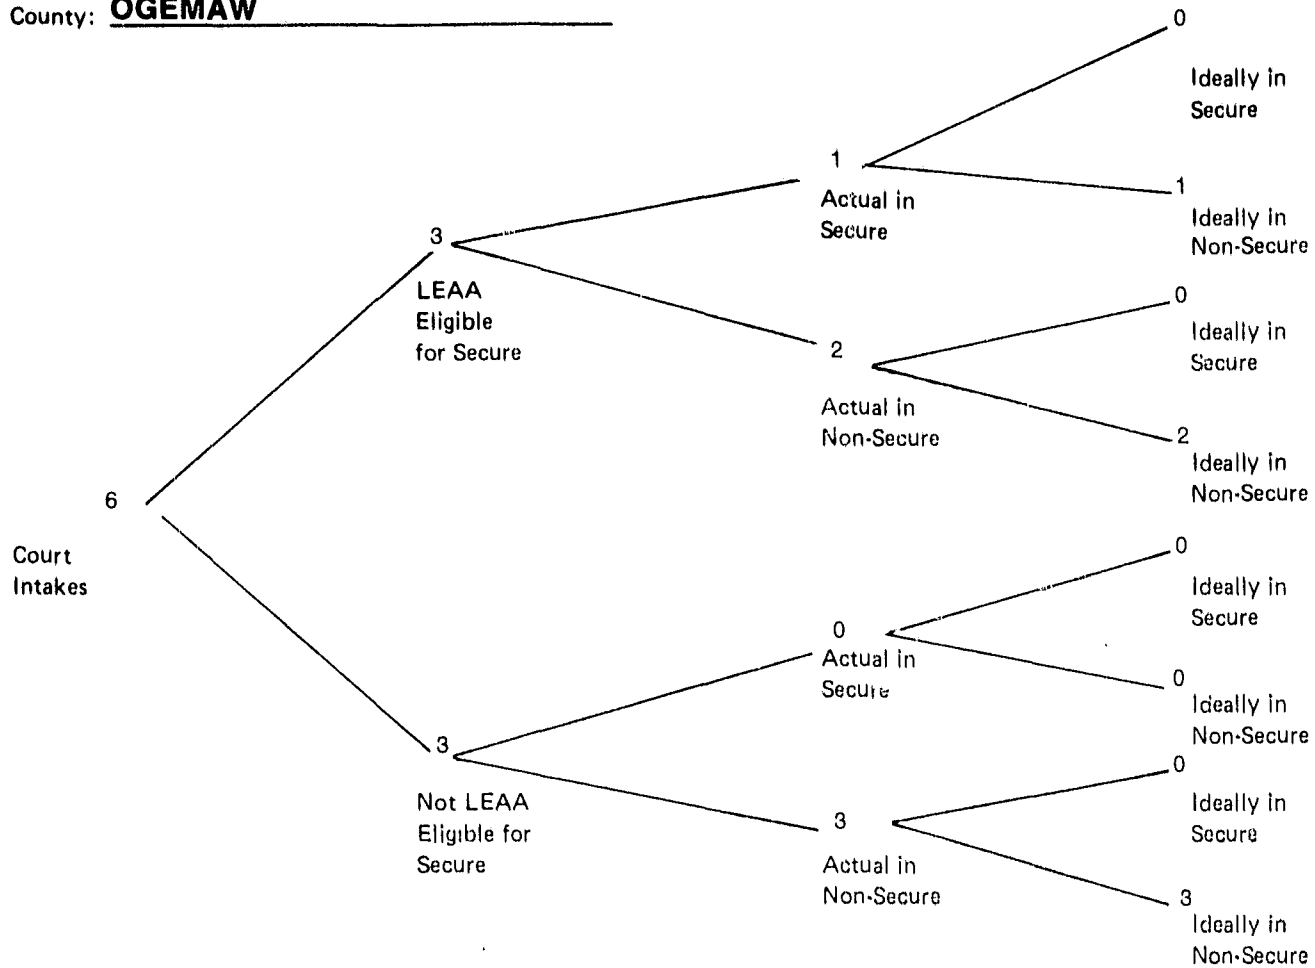 County: OGEMAW
0
Ideally in
Secure
1
Actual in
Secure
1
Ideally in
Non-Secure
3
LEAA
Eligible
for Secure
0
Ideally in
Secure
2
Actual in
Non-Secure
2
Ideally in
Non-Secure
6
Court
Intakes
0
Ideally in
Secure
0
Actual in
Secure
0
Ideally in
Non-Secure
3
Not LEAA
Eligible for
Secure
0
Ideally in
Secure
3
Actual in
Non-Secure
3
Ideally in
Non-Secure